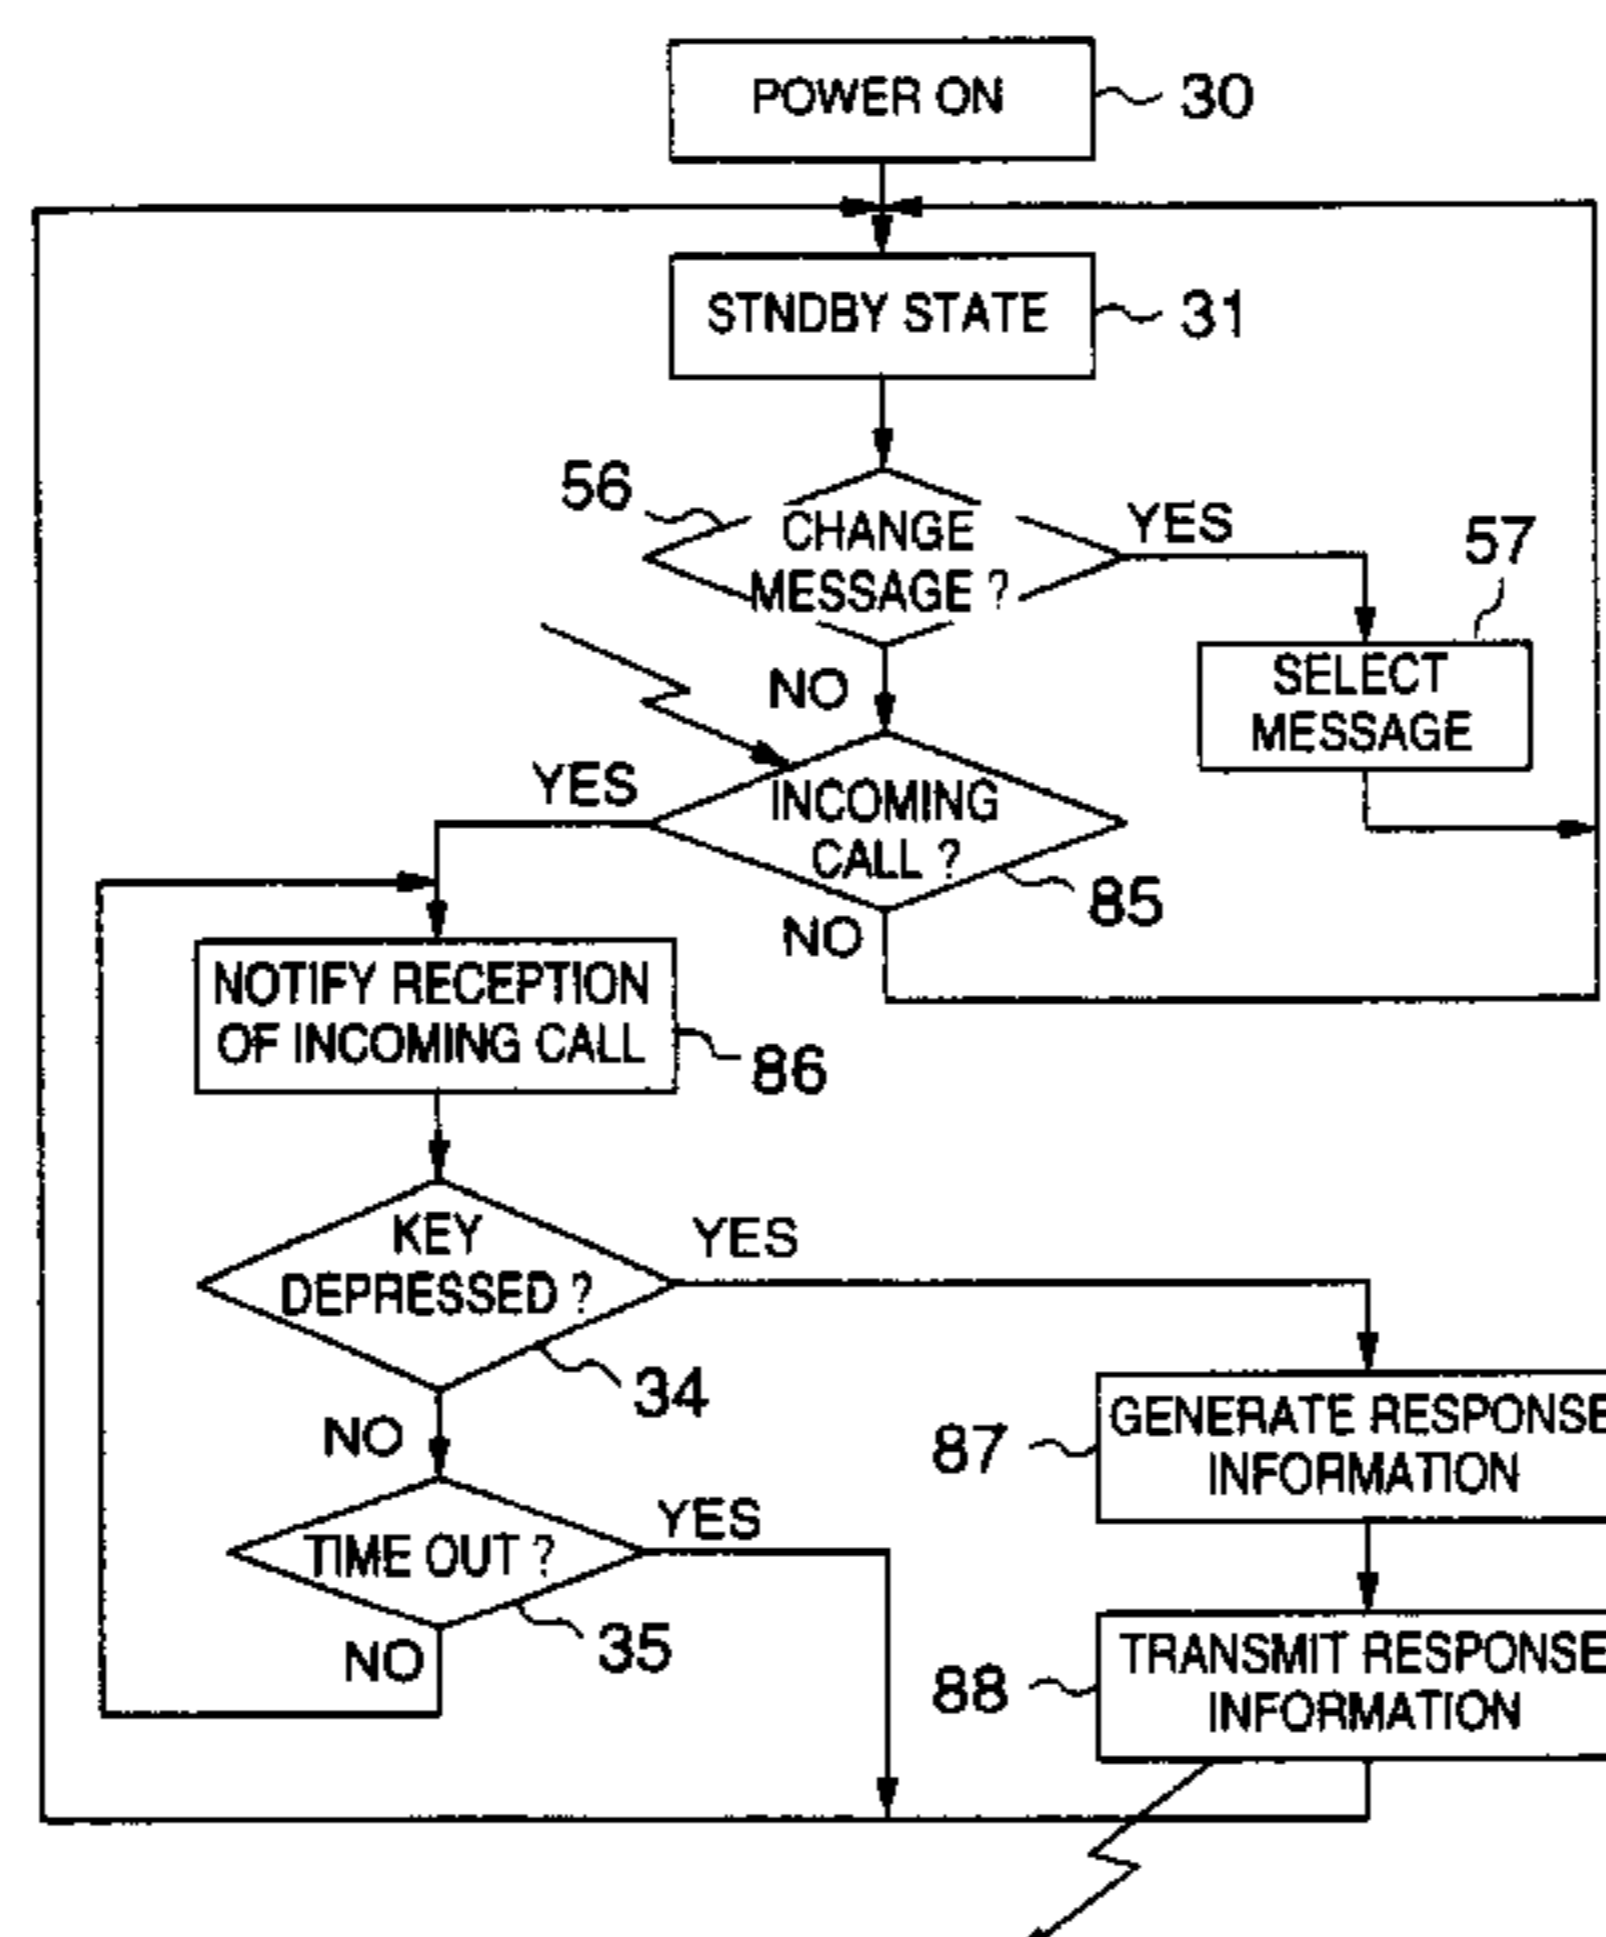 POWER ON
30
STNDBY STATE
31
56
CHANGE
MESSAGE ?
YES
57
SELECT
MESSAGE
NO
YES
INCOMING
CALL ?
85
NO
NOTIFY RECEPTION
OF INCOMING CALL
86
KEY
DEPRESSED ?
YES
34
NO
87
GENERATE RESPONSE
INFORMATION
TIME OUT ?
YES
35
NO
88
TRANSMIT RESPONSE
INFORMATION